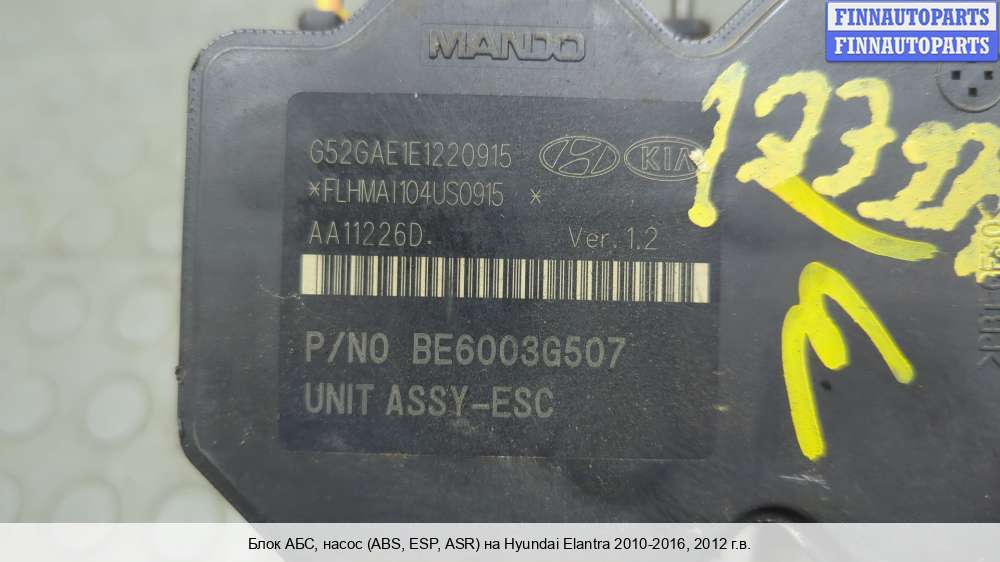 FINNAUTOPARTS
FINNAUTOPARTS
MANDO
G52GAE1E1220915
KIA
*FLHMAI104US0915 *
AA11226D. Ver. 1.2
P/NO BE6003G507
UNIT ASSY-ESC
Блок АБС, насос (ABS, ESP, ASR) на Hyundai Elantra 2010-2016, 2012 г.в.